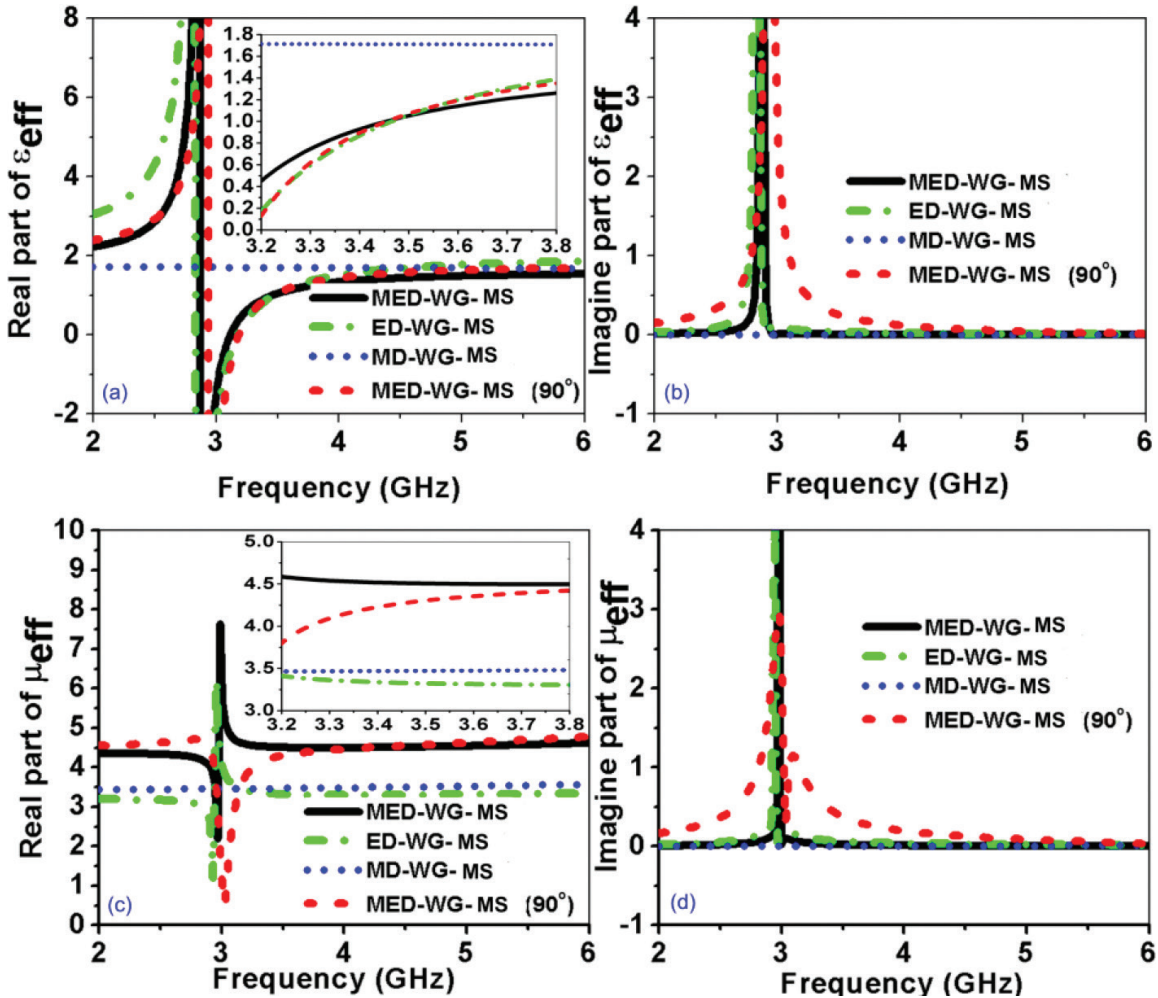 8
6
4
2
0
-2
Real part of εeff
1.8
1.6
1.4
1.2
1.0
0.8
0.6
0.4
0.2
0.0
3.2 3.3 3.4 3.5 3.6 3.7 3.8
MED-WG-MS
ED-WG-MS
MD-WG-MS
MED-WG-MS (90°)
(a)
2 3 4 5 6
Frequency (GHz)
4
3
2
1
0
-1
Imagine part of εeff
MED-WG-MS
ED-WG-MS
MD-WG-MS
MED-WG-MS (90°)
(b)
2 3 4 5 6
Frequency (GHz)
10
9
8
7
6
5
4
3
2
1
0
Real part of μeff
5.0
4.5
4.0
3.5
3.0
3.2 3.3 3.4 3.5 3.6 3.7 3.8
MED-WG-MS
ED-WG-MS
MD-WG-MS
MED-WG-MS (90°)
(c)
2 3 4 5 6
Frequency (GHz)
4
3
2
1
0
-1
Imagine part of μeff
MED-WG-MS
ED-WG-MS
MD-WG-MS
MED-WG-MS (90°)
(d)
2 3 4 5 6
Frequency (GHz)